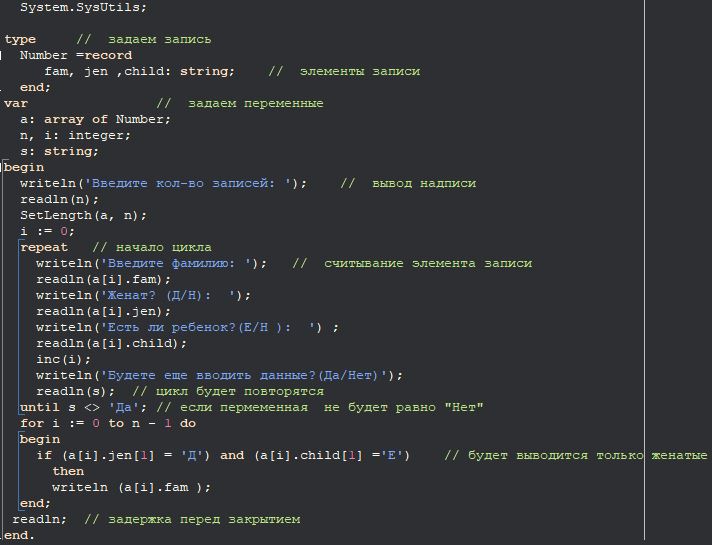 System.SysUtils;
type // задаем запись
Number =record
fam, jen ,child: string; // элементы записи
end;
var // задаем переменные
a: array of Number;
n, i: integer;
s: string;
begin
writeln('Введите кол-во записей: '); // вывод надписи
readln(n);
SetLength(a, n);
i := 0;
repeat // начало цикла
writeln('Введите фамилию: '); // считывание элемента записи
readln(a[i].fam);
writeln('Женат? (Д/Н):  ');
readln(a[i].jen);
writeln('Есть ли ребенок?(Е/Н ):  ') ;
readln(a[i].child);
inc(i);
writeln('Будете еще вводить данные?(Да/Нет)');
readln(s); // цикл будет повторятся
until s <> 'Да'; // если пермеменная  не будет равно "Нет"
for i := 0 to n - 1 do
begin
if (a[i].jen[1] = 'Д') and (a[i].child[1] ='Е') // будет выводится только женатые
then
writeln (a[i].fam );
end;
readln; // задержка перед закрытием
end.